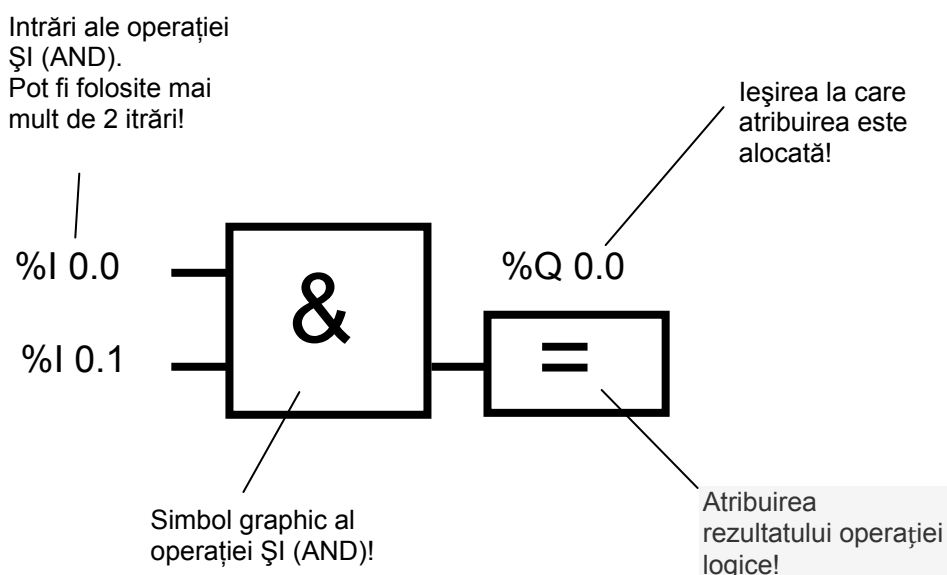 Intrări ale operației
ŞI (AND).
Pot fi folosite mai
mult de 2 itrări!
Ieşirea la care
atribuirea este
alocată!
%I 0.0
&
%Q 0.0
%I 0.1
=
Simbol graphic al
operației ŞI (AND)!
Atribuirea
rezultatului operației
logice!